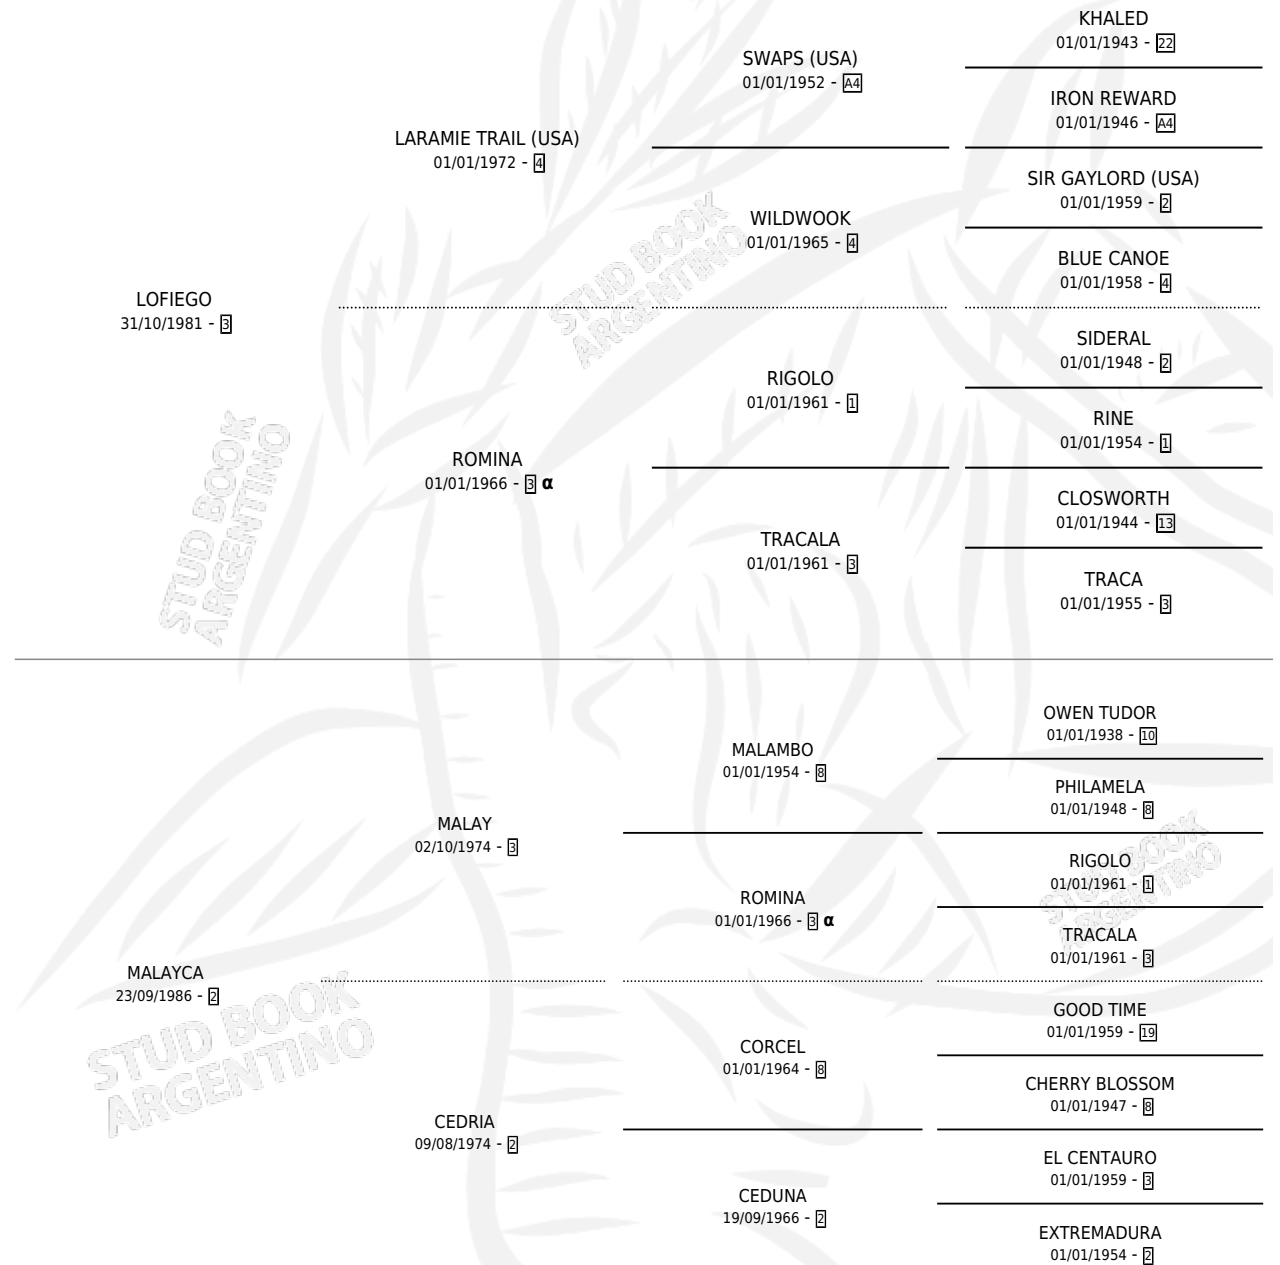 KHALED
01/01/1943 - 22
SWAPS (USA)
01/01/1952 - A4
IRON REWARD
01/01/1946 - A4
LARAMIE TRAIL (USA)
01/01/1972 - 4
SIR GAYLORD (USA)
01/01/1959 - 2
WILDWOOK
01/01/1965 - 4
BLUE CANOE
01/01/1958 - 4
STUD BOOK
ARGENTINO
LOFIEGO
31/10/1981 - 3
SIDERAL
01/01/1948 - 2
RIGOLO
01/01/1961 - 1
RINE
01/01/1954 - 1
ROMINA
01/01/1966 - 3 α
CLOSWORTH
01/01/1944 - 13
TRACALA
01/01/1961 - 3
TRACA
01/01/1955 - 3
STUD BOOK
ARGENTINO
OWEN TUDOR
01/01/1938 - 10
MALAMBO
01/01/1954 - 8
PHILAMELA
01/01/1948 - 8
MALAY
02/10/1974 - 3
RIGOLO
01/01/1961 - 1
ROMINA
01/01/1966 - 3 α
TRACALA
01/01/1961 - 3
STUD BOOK
ARGENTINO
MALAYCA
23/09/1986 - 2
GOOD TIME
01/01/1959 - 19
CORCEL
01/01/1964 - 8
CHERRY BLOSSOM
01/01/1947 - 8
CEDRIA
09/08/1974 - 2
EL CENTAURO
01/01/1959 - 3
CEDUNA
19/09/1966 - 2
EXTREMADURA
01/01/1954 - 2
STUD BOOK
ARGENTINO